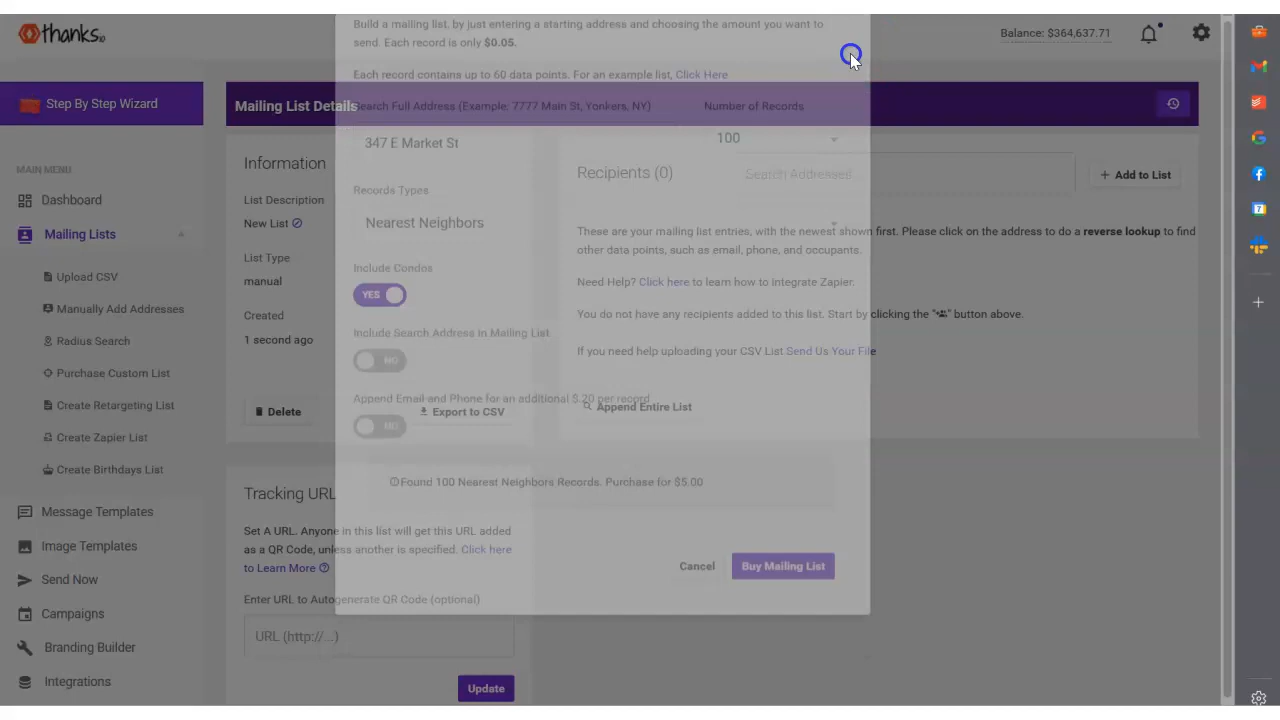 thanks.io
Balance: $364,637.71
Step By Step Wizard
MAIN MENU
Dashboard
Mailing Lists
Upload CSV
Manually Add Addresses
Radius Search
Purchase Custom List
Create Retargeting List
Create Zapier List
Create Birthdays List
Message Templates
Image Templates
Send Now
Campaigns
Branding Builder
Integrations
Mailing List Details
Information
List Description
New List
List Type
manual
Created
1 second ago
Delete
Export to CSV
Tracking URL
Set A URL. Anyone in this list will get this URL added
as a QR Code, unless another is specified. Click here
to Learn More
Enter URL to Autogenerate QR Code (optional)
URL (http://...)
Update
Recipients (0)
Search Addresses...
+ Add to List
These are your mailing list entries, with the newest shown first. Please click on the address to do a reverse lookup to find
other data points, such as email, phone, and occupants.
Need Help? Click here to learn how to integrate Zapier.
You do not have any recipients added to this list. Start by clicking the "" button above.
If you need help uploading your CSV List Send Us Your File
Append Entire List
Build a mailing list, by just entering a starting address and choosing the amount you want to
send. Each record is only $0.05.
Each record contains up to 60 data points. For an example list, Click Here
Search Full Address (Example: 7777 Main St, Yonkers, NY)
Number of Records
347 E Market St
100
Records Types
Nearest Neighbors
Include Condos
YES
Include Search Address In Mailing List
NO
Append Email and Phone for an additional $.20 per record
NO
Found 100 Nearest Neighbors Records. Purchase for $5.00
Cancel
Buy Mailing List